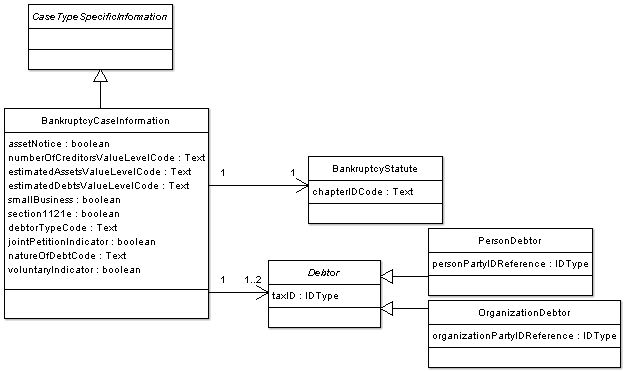 CaseTypeSpecificInfomation
BankruptcyCaseInformation
assetNotice : boolean
numberOfCreditorsValueLevelCode : Text
estimatedAssetsValueLevelCode : Text
estimatedDebtsValueLevelCode : Text
smallBusiness : boolean
section1121e : boolean
debtorTypeCode : Text
jointPetitionIndicator : boolean
natureOfDebtCode : Text
voluntaryIndicator : boolean
1 1
BankruptcyStatute
chapterIDCode : Text
1 1..2
Debtor
taxID : IDType
PersonDebtor
personPartyIDReference : IDType
OrganizationDebtor
organizationPartyIDReference : IDType